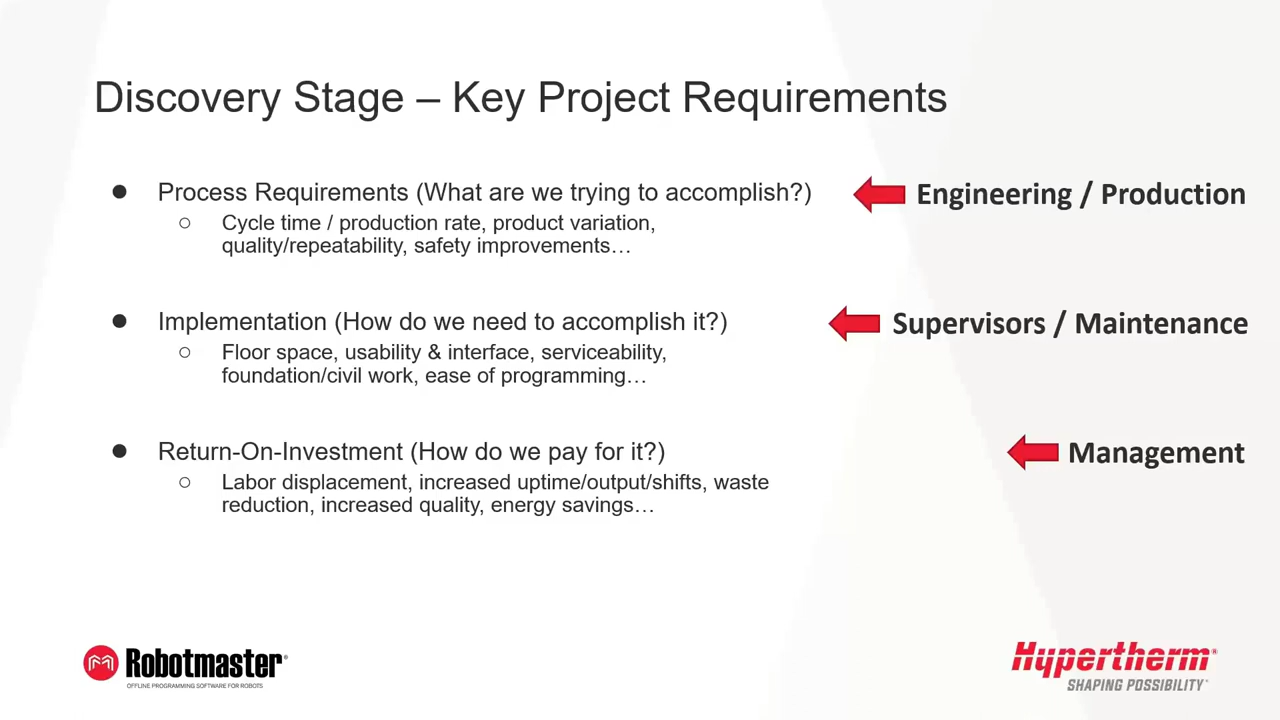 Discovery Stage – Key Project Requirements
● Process Requirements (What are we trying to accomplish?)
Engineering / Production
○ Cycle time / production rate, product variation,
quality/repeatability, safety improvements…
● Implementation (How do we need to accomplish it?)
Supervisors / Maintenance
○ Floor space, usability & interface, serviceability,
foundation/civil work, ease of programming…
● Return-On-Investment (How do we pay for it?)
Management
○ Labor displacement, increased uptime/output/shifts, waste
reduction, increased quality, energy savings…
Robotmaster®
OFFLINE PROGRAMMING SOFTWARE FOR ROBOTS
Hypertherm®
SHAPING POSSIBILITY™